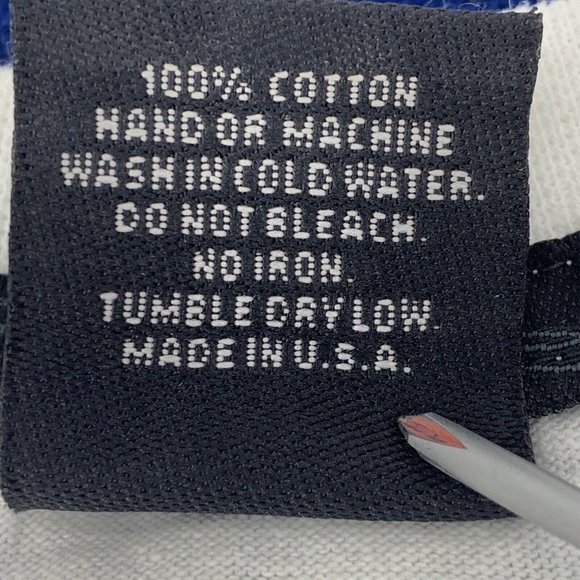 100% COTTON
HAND OR MACHINE
WASH IN COLD WATER.
DO NOT BLEACH.
NO IRON.
TUMBLE DRY LOW.
MADE IN U.S.A.